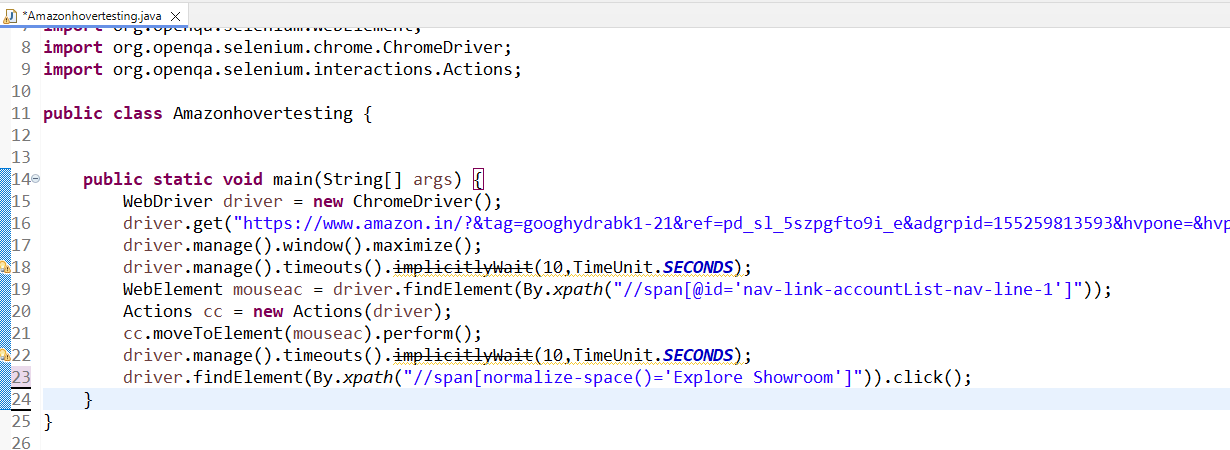 *Amazonhovertesting.java
7 import org.openqa.selenium.WebElement;
8 import org.openqa.selenium.chrome.ChromeDriver;
9 import org.openqa.selenium.interactions.Actions;
10
11 public class Amazonhovertesting {
12
13
14 public static void main(String[] args) {
15 WebDriver driver = new ChromeDriver();
16 driver.get("https://www.amazon.in/?&tag=googhydrabk1-21&ref=pd_sl_5szpgfto9i_e&adgrpid=155259813593&hvpone=&hvp
17 driver.manage().window().maximize();
18 driver.manage().timeouts().implicitlyWait(10,TimeUnit.SECONDS);
19 WebElement mouseac = driver.findElement(By.xpath("//span[@id='nav-link-accountList-nav-line-1']"));
20 Actions cc = new Actions(driver);
21 cc.moveToElement(mouseac).perform();
22 driver.manage().timeouts().implicitlyWait(10,TimeUnit.SECONDS);
23 driver.findElement(By.xpath("//span[normalize-space()='Explore Showroom']")).click();
24 }
25 }
26